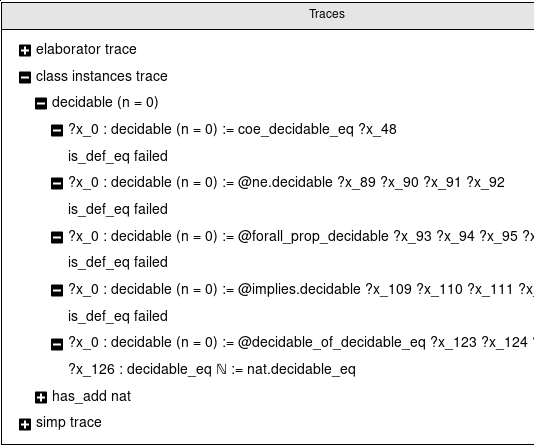 Traces
elaborator trace
class instances trace
decidable (n = 0)
?x_0 : decidable (n = 0) := coe_decidable_eq ?x_48
is_def_eq failed
?x_0 : decidable (n = 0) := @ne.decidable ?x_89 ?x_90 ?x_91 ?x_92
is_def_eq failed
?x_0 : decidable (n = 0) := @forall_prop_decidable ?x_93 ?x_94 ?x_95 ?x
is_def_eq failed
?x_0 : decidable (n = 0) := @implies.decidable ?x_109 ?x_110 ?x_111 ?x_
is_def_eq failed
?x_0 : decidable (n = 0) := @decidable_of_decidable_eq ?x_123 ?x_124
?x_126 : decidable_eq ℕ := nat.decidable_eq
has_add nat
simp trace